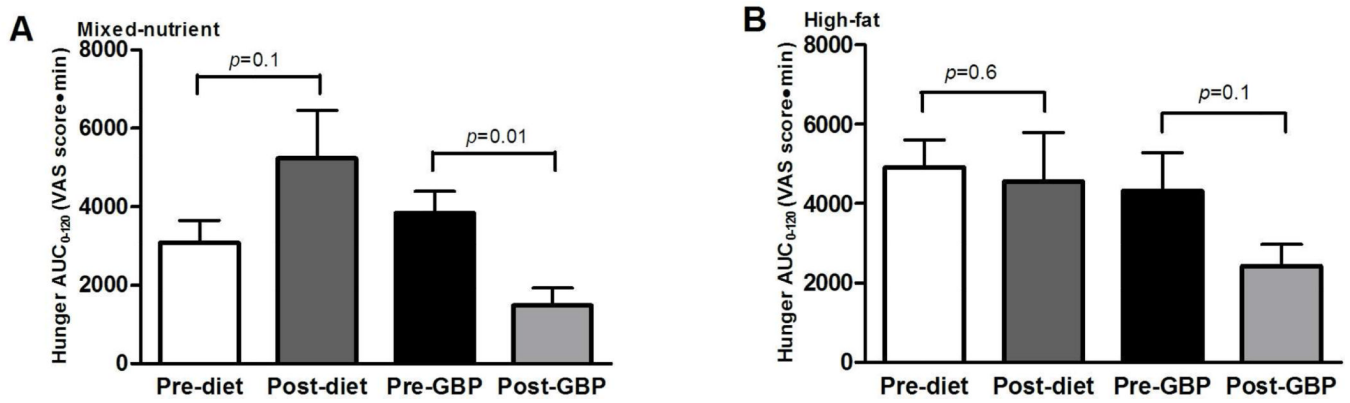 A
Mixed-nutrient
Hunger AUC0-120 (VAS score•min)
8000
6000
4000
2000
0
p=0.1
p=0.01
Pre-diet Post-diet Pre-GBP Post-GBP
B
High-fat
Hunger AUC0-120 (VAS score•min)
8000
6000
4000
2000
0
p=0.6
p=0.1
Pre-diet Post-diet Pre-GBP Post-GBP